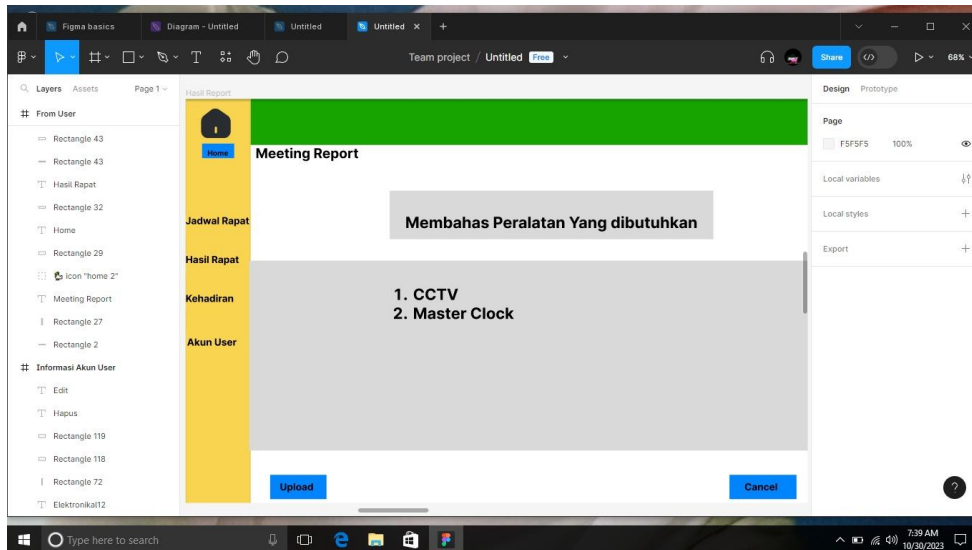 Figma basics
Diagram - Untitled
Untitled
Untitled
Team project / Untitled Free
Share
68%
Layers Assets Page 1
From User
Rectangle 43
Rectangle 43
Hasil Rapat
Rectangle 32
Home
Rectangle 29
icon "home 2"
Meeting Report
Rectangle 27
Rectangle 2
Informasi Akun User
Edit
Hapus
Rectangle 119
Rectangle 118
Rectangle 72
Elektronikal12
Hasil Report
Home
Jadwal Rapat
Hasil Rapat
Kehadiran
Akun User
Meeting Report
Membahas Peralatan Yang dibutuhkan
1. CCTV
2. Master Clock
Upload
Cancel
Design Prototype
Page
F5F5F5 100%
Local variables
Local styles
Export
?
Type here to search
7:39 AM
10/30/2023